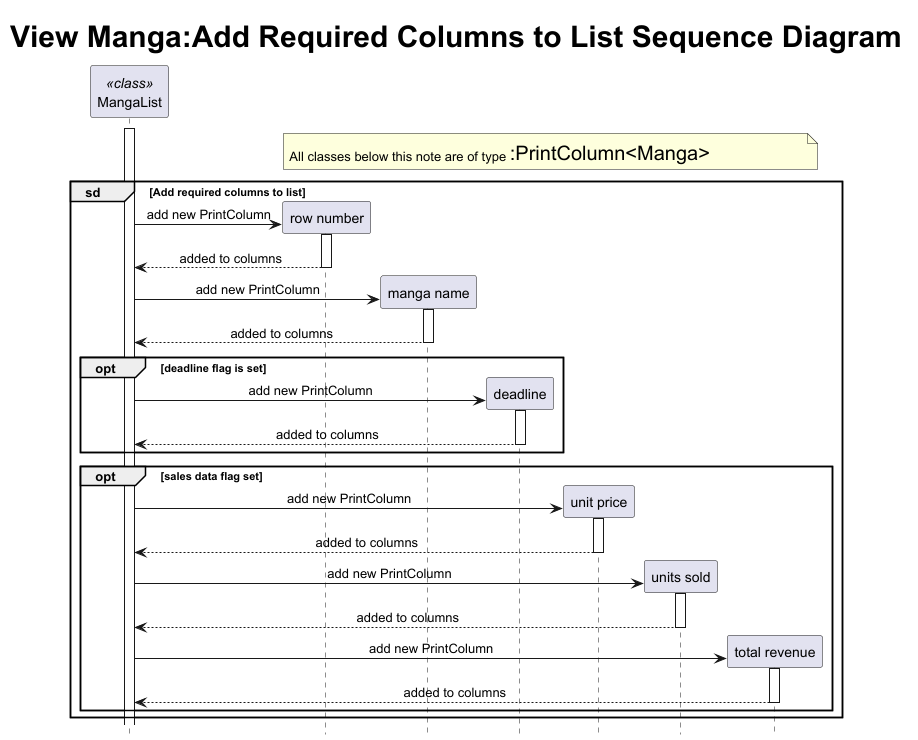 View Manga:Add Required Columns to List Sequence Diagram
«class»
MangaList
All classes below this note are of type :PrintColumn<Manga>
sd [Add required columns to list]
add new PrintColumn
row number
added to columns
add new PrintColumn
manga name
added to columns
opt [deadline flag is set]
add new PrintColumn
deadline
added to columns
opt [sales data flag set]
add new PrintColumn
unit price
added to columns
add new PrintColumn
units sold
added to columns
add new PrintColumn
total revenue
added to columns